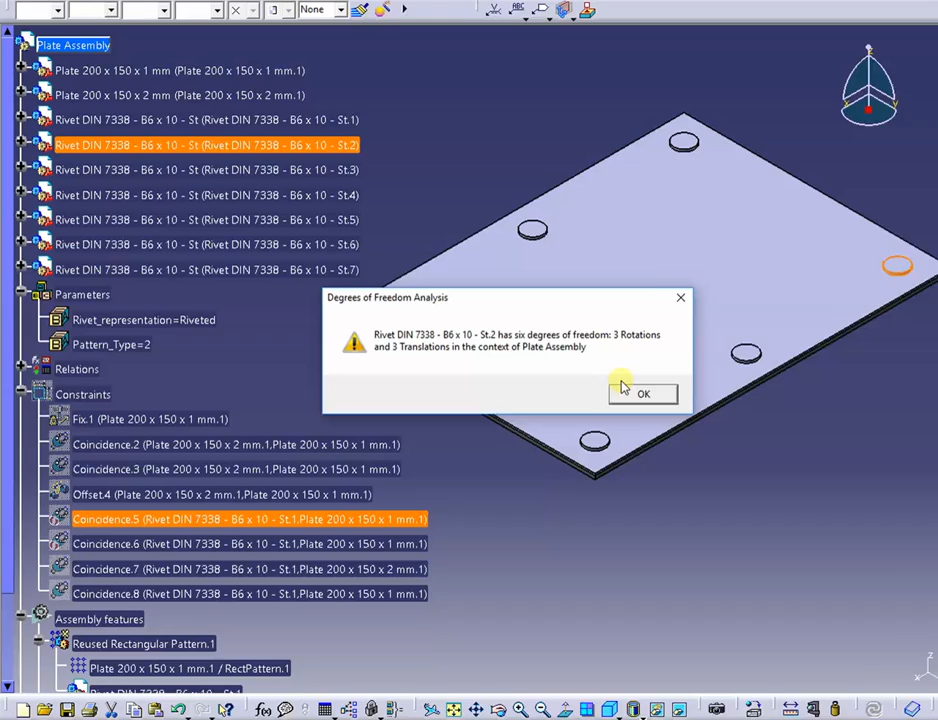 None
ABC
Plate Assembly
Plate 200 x 150 x 1 mm (Plate 200 x 150 x 1 mm.1)
Plate 200 x 150 x 2 mm (Plate 200 x 150 x 2 mm.1)
Rivet DIN 7338 - B6 x 10 - St (Rivet DIN 7338 - B6 x 10 - St.1)
Rivet DIN 7338 - B6 x 10 - St (Rivet DIN 7338 - B6 x 10 - St.2)
Rivet DIN 7338 - B6 x 10 - St (Rivet DIN 7338 - B6 x 10 - St.3)
Rivet DIN 7338 - B6 x 10 - St (Rivet DIN 7338 - B6 x 10 - St.4)
Rivet DIN 7338 - B6 x 10 - St (Rivet DIN 7338 - B6 x 10 - St.5)
Rivet DIN 7338 - B6 x 10 - St (Rivet DIN 7338 - B6 x 10 - St.6)
Rivet DIN 7338 - B6 x 10 - St (Rivet DIN 7338 - B6 x 10 - St.7)
Parameters
Rivet_representation=Riveted
Pattern_Type=2
Relations
Constraints
Fix.1 (Plate 200 x 150 x 1 mm.1)
Coincidence.2 (Plate 200 x 150 x 2 mm.1,Plate 200 x 150 x 1 mm.1)
Coincidence.3 (Plate 200 x 150 x 2 mm.1,Plate 200 x 150 x 1 mm.1)
Offset.4 (Plate 200 x 150 x 2 mm.1,Plate 200 x 150 x 1 mm.1)
Coincidence.5 (Rivet DIN 7338 - B6 x 10 - St.1,Plate 200 x 150 x 1 mm.1)
Coincidence.6 (Rivet DIN 7338 - B6 x 10 - St.1,Plate 200 x 150 x 1 mm.1)
Coincidence.7 (Rivet DIN 7338 - B6 x 10 - St.1,Plate 200 x 150 x 2 mm.1)
Coincidence.8 (Rivet DIN 7338 - B6 x 10 - St.1,Plate 200 x 150 x 1 mm.1)
Assembly features
Reused Rectangular Pattern.1
Plate 200 x 150 x 1 mm.1 / RectPattern.1
Rivet DIN 7338 - B6 x 10 - St.1
Degrees of Freedom Analysis
Rivet DIN 7338 - B6 x 10 - St.2 has six degrees of freedom: 3 Rotations
and 3 Translations in the context of Plate Assembly
OK
z
x
f(x)